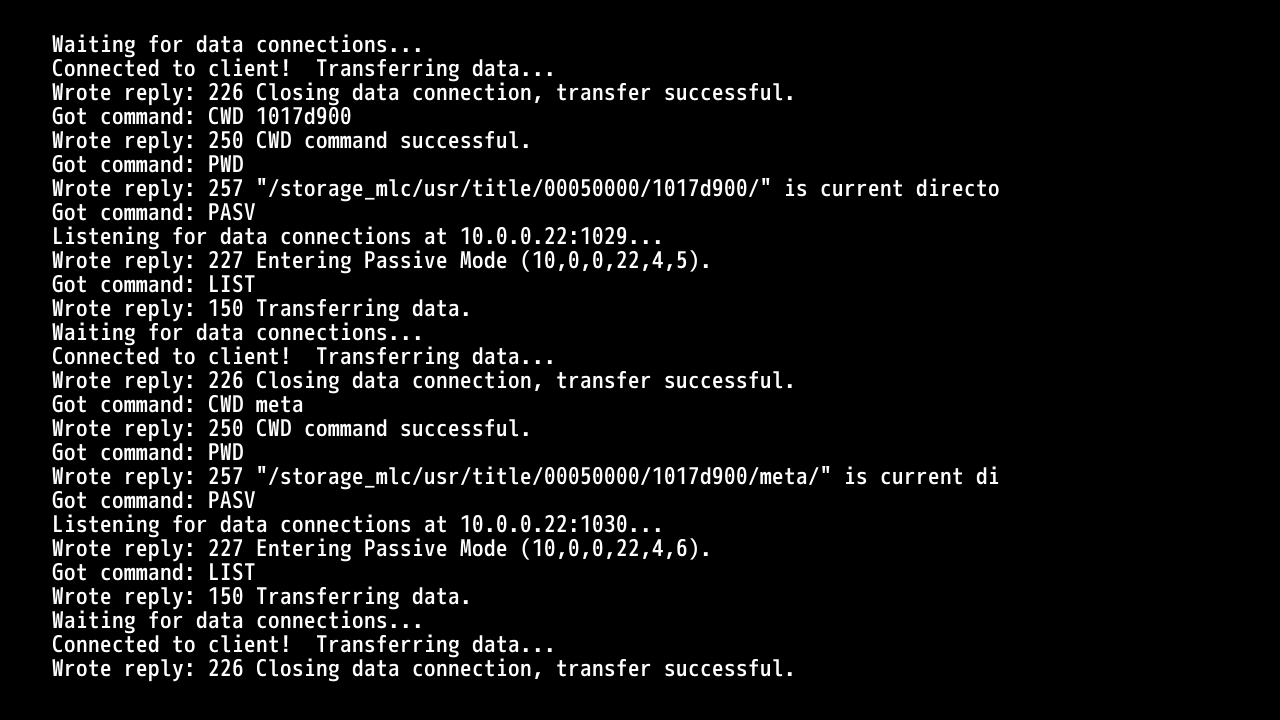 Waiting for data connections...
Connected to client!  Transferring data...
Wrote reply: 226 Closing data connection, transfer successful.
Got command: CWD 1017d900
Wrote reply: 250 CWD command successful.
Got command: PWD
Wrote reply: 257 "/storage_mlc/usr/title/00050000/1017d900/" is current directo
Got command: PASV
Listening for data connections at 10.0.0.22:1029...
Wrote reply: 227 Entering Passive Mode (10,0,0,22,4,5).
Got command: LIST
Wrote reply: 150 Transferring data.
Waiting for data connections...
Connected to client!  Transferring data...
Wrote reply: 226 Closing data connection, transfer successful.
Got command: CWD meta
Wrote reply: 250 CWD command successful.
Got command: PWD
Wrote reply: 257 "/storage_mlc/usr/title/00050000/1017d900/meta/" is current di
Got command: PASV
Listening for data connections at 10.0.0.22:1030...
Wrote reply: 227 Entering Passive Mode (10,0,0,22,4,6).
Got command: LIST
Wrote reply: 150 Transferring data.
Waiting for data connections...
Connected to client!  Transferring data...
Wrote reply: 226 Closing data connection, transfer successful.